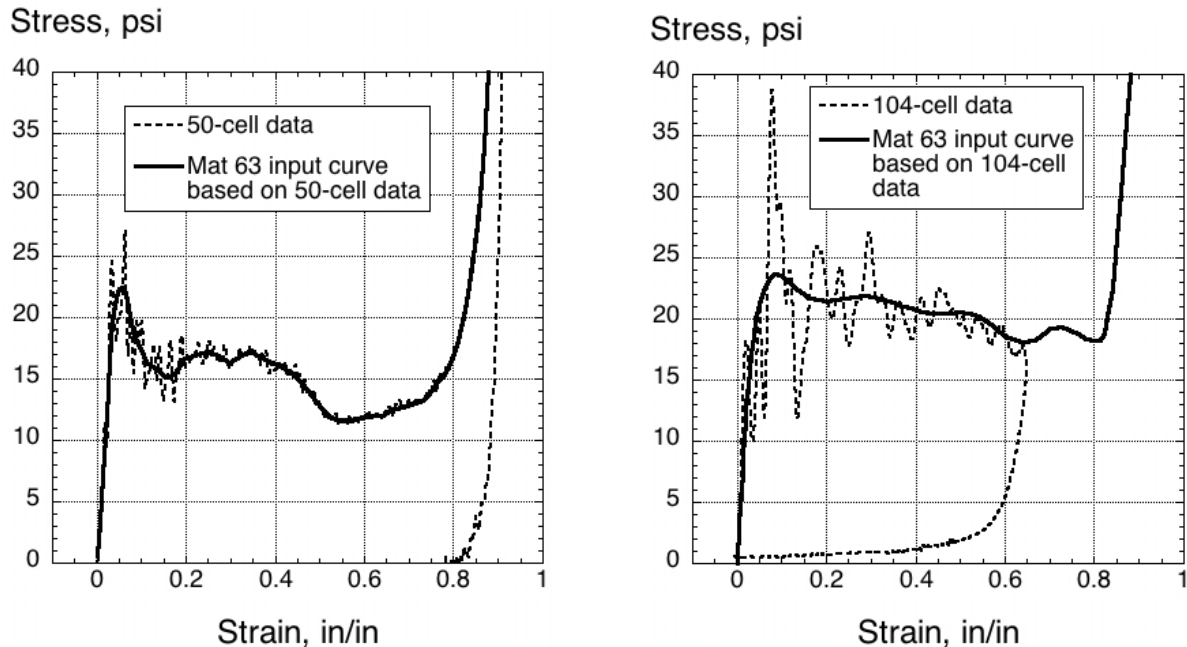 Stress, psi
40
35
30
25
20
15
10
5
0
50-cell data
Mat 63 input curve
based on 50-cell data
0 0.2 0.4 0.6 0.8 1
Strain, in/in
Stress, psi
40
35
30
25
20
15
10
5
0
104-cell data
Mat 63 input curve
based on 104-cell
data
0 0.2 0.4 0.6 0.8 1
Strain, in/in